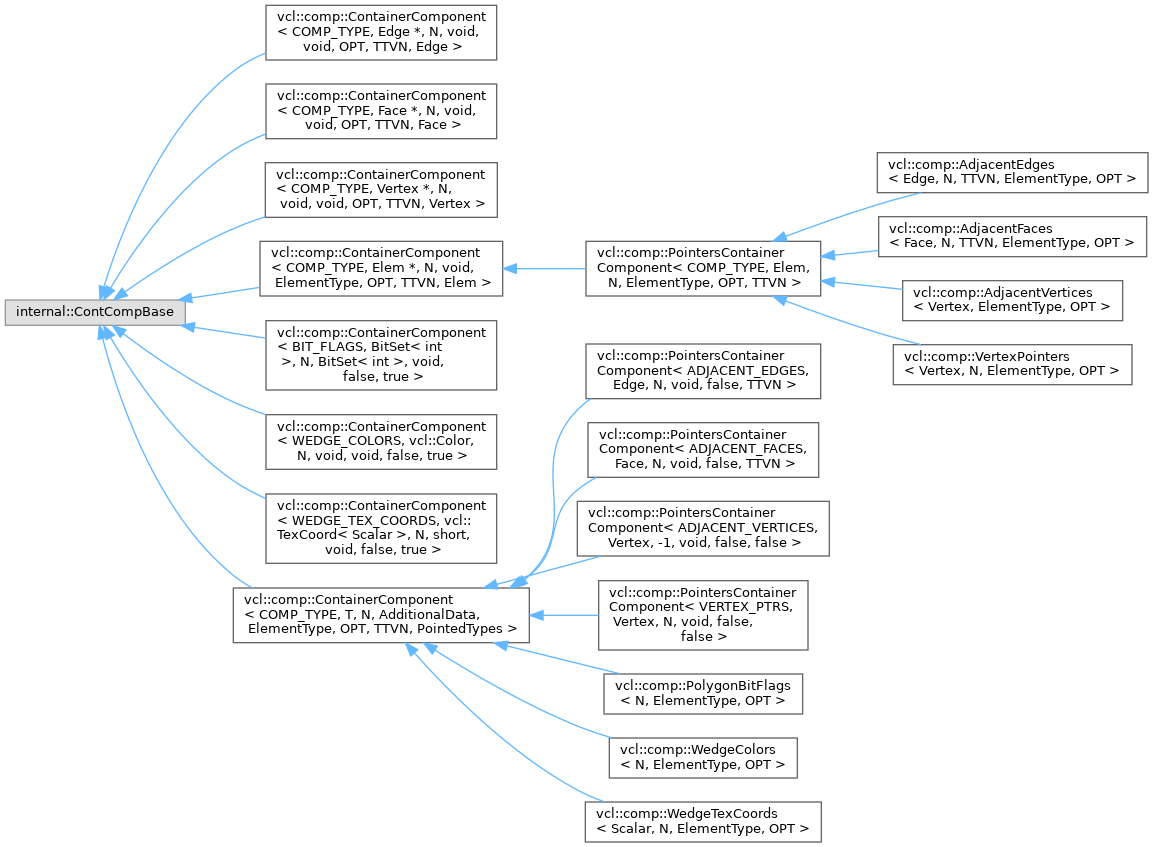 vcl::comp::ContainerComponent
< COMP_TYPE, Edge *, N, void,
void, OPT, TTVN, Edge >
vcl::comp::ContainerComponent
< COMP_TYPE, Face *, N, void,
void, OPT, TTVN, Face >
vcl::comp::ContainerComponent
< COMP_TYPE, Vertex *, N,
void, void, OPT, TTVN, Vertex >
vcl::comp::ContainerComponent
< COMP_TYPE, Elem *, N, void,
ElementType, OPT, TTVN, Elem >
internal::ContCompBase
vcl::comp::ContainerComponent
< BIT_FLAGS, BitSet< int
>, N, BitSet< int >, void,
false, true >
vcl::comp::ContainerComponent
< WEDGE_COLORS, vcl::Color,
N, void, void, false, true >
vcl::comp::ContainerComponent
< WEDGE_TEX_COORDS, vcl::
TexCoord< Scalar >, N, short,
void, false, true >
vcl::comp::ContainerComponent
< COMP_TYPE, T, N, AdditionalData,
ElementType, OPT, TTVN, PointedTypes >
vcl::comp::PointersContainer
Component< COMP_TYPE, Elem,
N, ElementType, OPT, TTVN >
vcl::comp::PointersContainer
Component< ADJACENT_EDGES,
Edge, N, void, false, TTVN >
vcl::comp::PointersContainer
Component< ADJACENT_FACES,
Face, N, void, false, TTVN >
vcl::comp::PointersContainer
Component< ADJACENT_VERTICES,
Vertex, -1, void, false, false >
vcl::comp::PointersContainer
Component< VERTEX_PTRS,
Vertex, N, void, false,
false >
vcl::comp::PolygonBitFlags
< N, ElementType, OPT >
vcl::comp::WedgeColors
< N, ElementType, OPT >
vcl::comp::WedgeTexCoords
< Scalar, N, ElementType, OPT >
vcl::comp::AdjacentEdges
< Edge, N, TTVN, ElementType, OPT >
vcl::comp::AdjacentFaces
< Face, N, TTVN, ElementType, OPT >
vcl::comp::AdjacentVertices
< Vertex, ElementType, OPT >
vcl::comp::VertexPointers
< Vertex, N, ElementType, OPT >